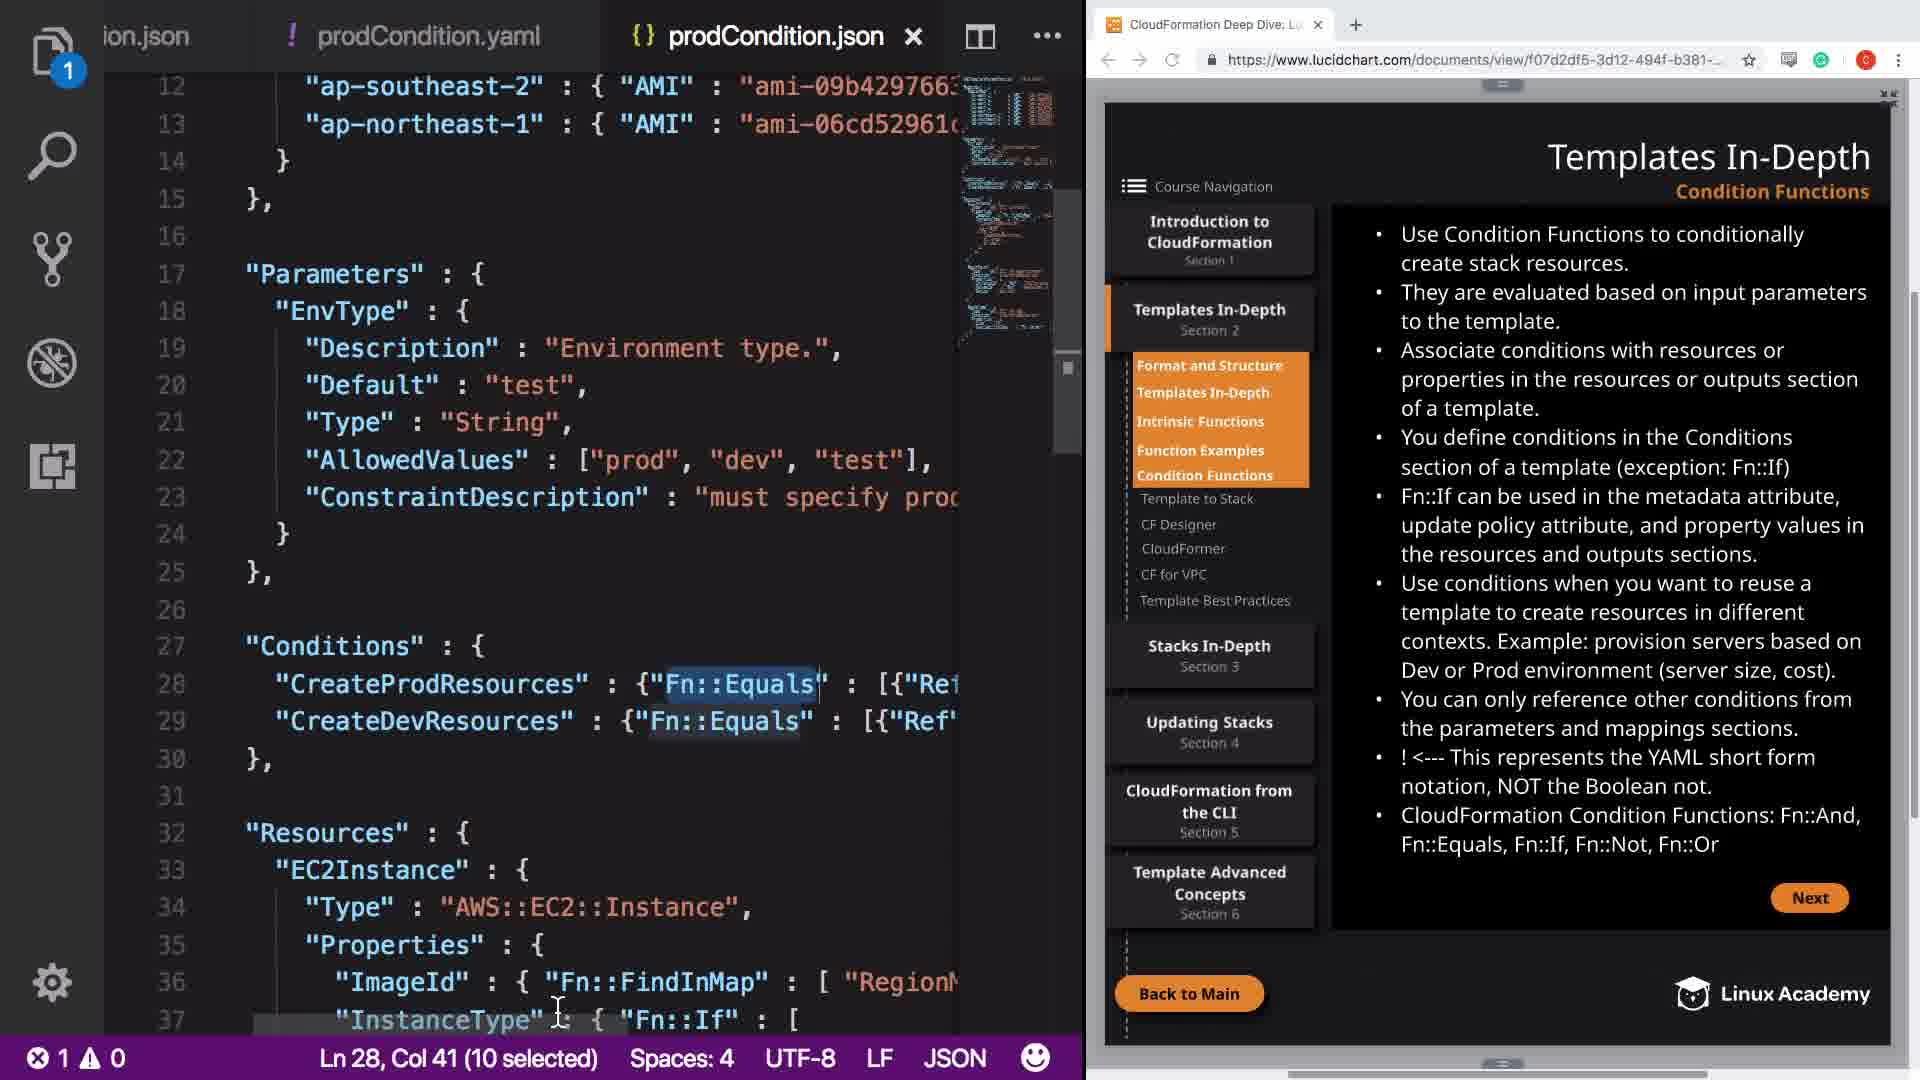 ion.json
! prodCondition.yaml
{} prodCondition.json
1
12 "ap-southeast-2" : { "AMI" : "ami-09b4297663
13 "ap-northeast-1" : { "AMI" : "ami-06cd52961
14 }
15 },
16
17 "Parameters" : {
18 "EnvType" : {
19 "Description" : "Environment type.",
20 "Default" : "test",
21 "Type" : "String",
22 "AllowedValues" : ["prod", "dev", "test"],
23 "ConstraintDescription" : "must specify prod
24 }
25 },
26
27 "Conditions" : {
28 "CreateProdResources" : {"Fn::Equals" : [{"Ref
29 "CreateDevResources" : {"Fn::Equals" : [{"Ref"
30 },
31
32 "Resources" : {
33 "EC2Instance" : {
34 "Type" : "AWS::EC2::Instance",
35 "Properties" : {
36 "ImageId" : { "Fn::FindInMap" : [ "RegionM
37 "InstanceType" : { "Fn::If" : [
1 0
Ln 28, Col 41 (10 selected)
Spaces: 4
UTF-8
LF
JSON
CloudFormation Deep Dive: Lu
https://www.lucidchart.com/documents/view/f07d2df5-3d12-494f-b381-...
C
Templates In-Depth
Condition Functions
Course Navigation
Introduction to
CloudFormation
Section 1
Templates In-Depth
Section 2
Format and Structure
Templates In-Depth
Intrinsic Functions
Function Examples
Condition Functions
Template to Stack
CF Designer
CloudFormer
CF for VPC
Template Best Practices
Stacks In-Depth
Section 3
Updating Stacks
Section 4
CloudFormation from
the CLI
Section 5
Template Advanced
Concepts
Section 6
Back to Main
• Use Condition Functions to conditionally
create stack resources.
• They are evaluated based on input parameters
to the template.
• Associate conditions with resources or
properties in the resources or outputs section
of a template.
• You define conditions in the Conditions
section of a template (exception: Fn::If)
• Fn::If can be used in the metadata attribute,
update policy attribute, and property values in
the resources and outputs sections.
• Use conditions when you want to reuse a
template to create resources in different
contexts. Example: provision servers based on
Dev or Prod environment (server size, cost).
• You can only reference other conditions from
the parameters and mappings sections.
• ! <--- This represents the YAML short form
notation, NOT the Boolean not.
• CloudFormation Condition Functions: Fn::And,
Fn::Equals, Fn::If, Fn::Not, Fn::Or
Next
Linux Academy